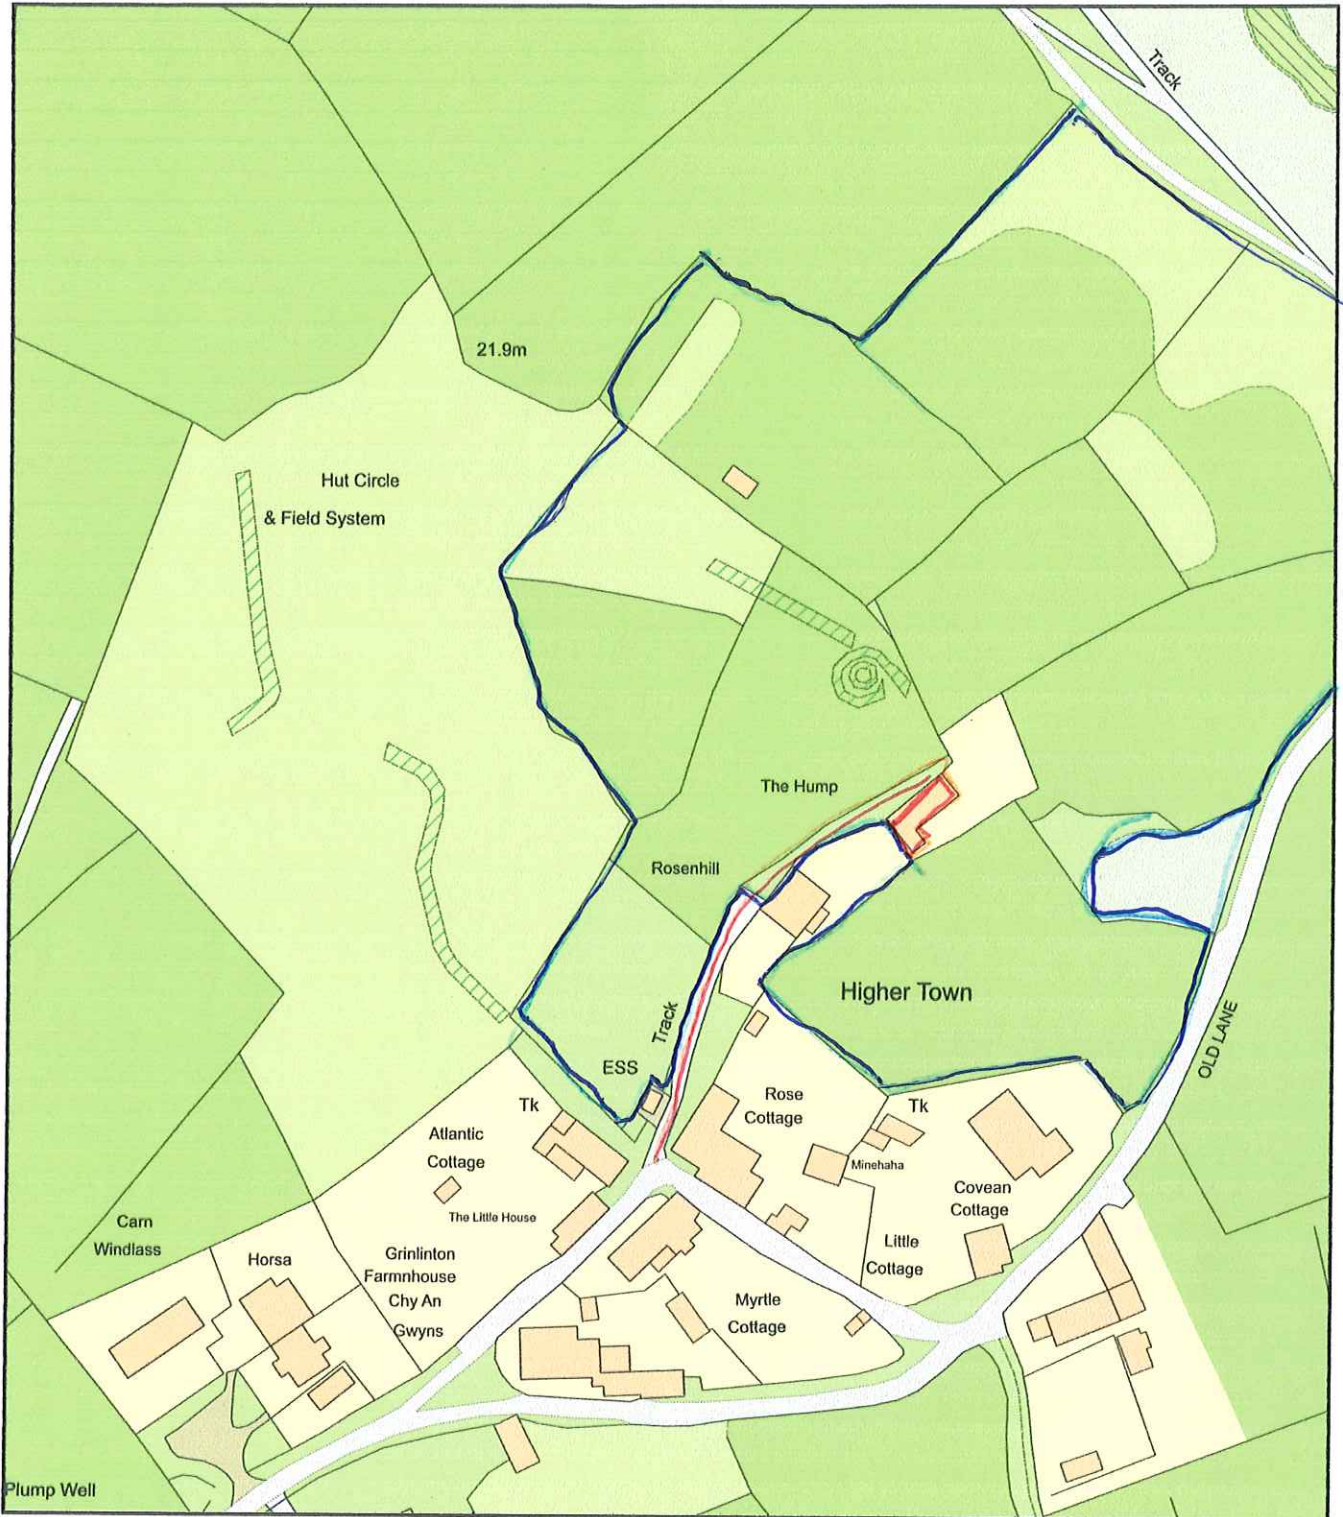 Track
21.9m
Hut Circle
& Field System
The Hump
Rosenhill
Higher Town
OLD LANE
Track
ESS
Tk
Rose
Cottage
Tk
Atlantic
Cottage
Minehaha
The Little House
Covean
Cottage
Carn
Windlass
Horsa
Grinlinton
Farmnhouse
Chy An
Gwyns
Little
Cottage
Myrtle
Cottage
Plump Well